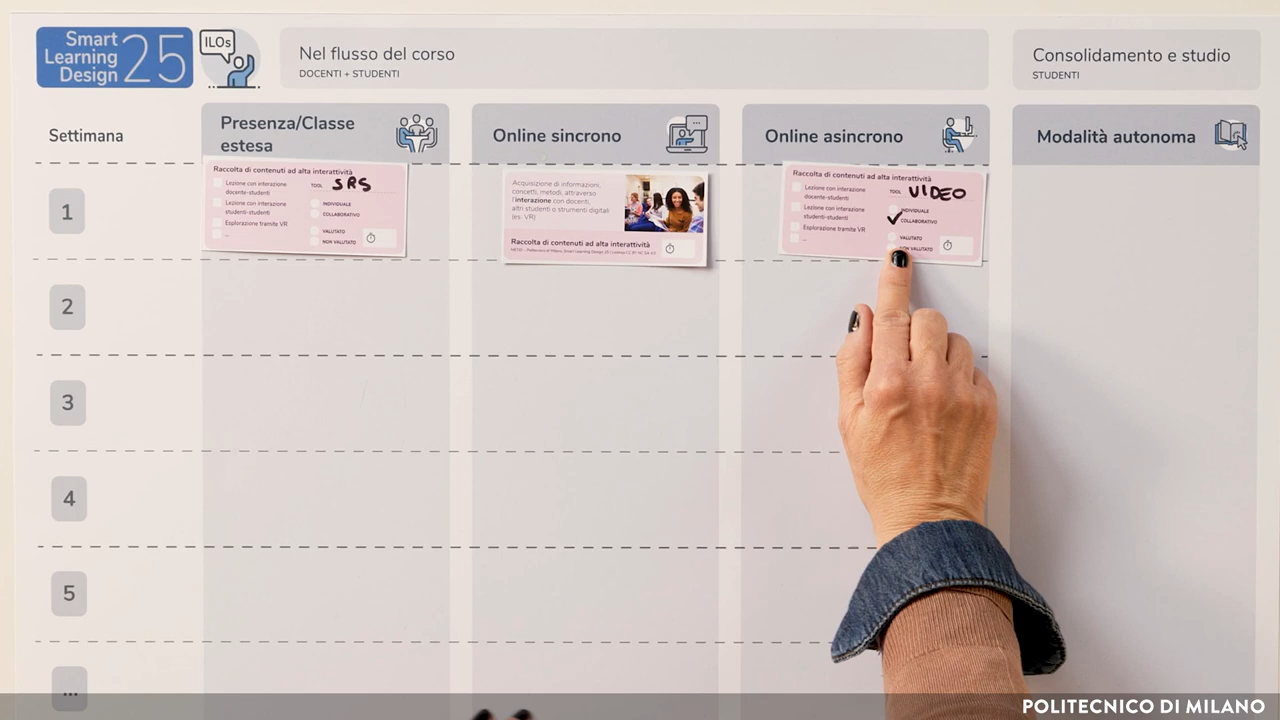 Smart
Learning
Design
25
ILOs
Nel flusso del corso
DOCENTI + STUDENTI
Consolidamento e studio
STUDENTI
Settimana
Presenza/Classe
estesa
Online sincrono
Online asincrono
Modalità autonoma
1
Raccolta di contenuti ad alta interattività
Lezione con interazione
docente-studenti
Lezione con interazione
studenti-studenti
Esplorazione tramite VR
...
TOOL SRS
INDIVIDUALE
COLLABORATIVO
VALUTATO
NON VALUTATO
Acquisizione di informazioni,
concetti, metodi, attraverso
l'interazione con docenti,
altri studenti o strumenti digitali
(es. VR)
Raccolta di contenuti ad alta interattività
Raccolta di contenuti ad alta interattività
Lezione con interazione
docente-studenti
Lezione con interazione
studenti-studenti
Esplorazione tramite VR
...
TOOL VIDEO
INDIVIDUALE
COLLABORATIVO
VALUTATO
NON VALUTATO
2
3
4
5
...
POLITECNICO DI MILANO